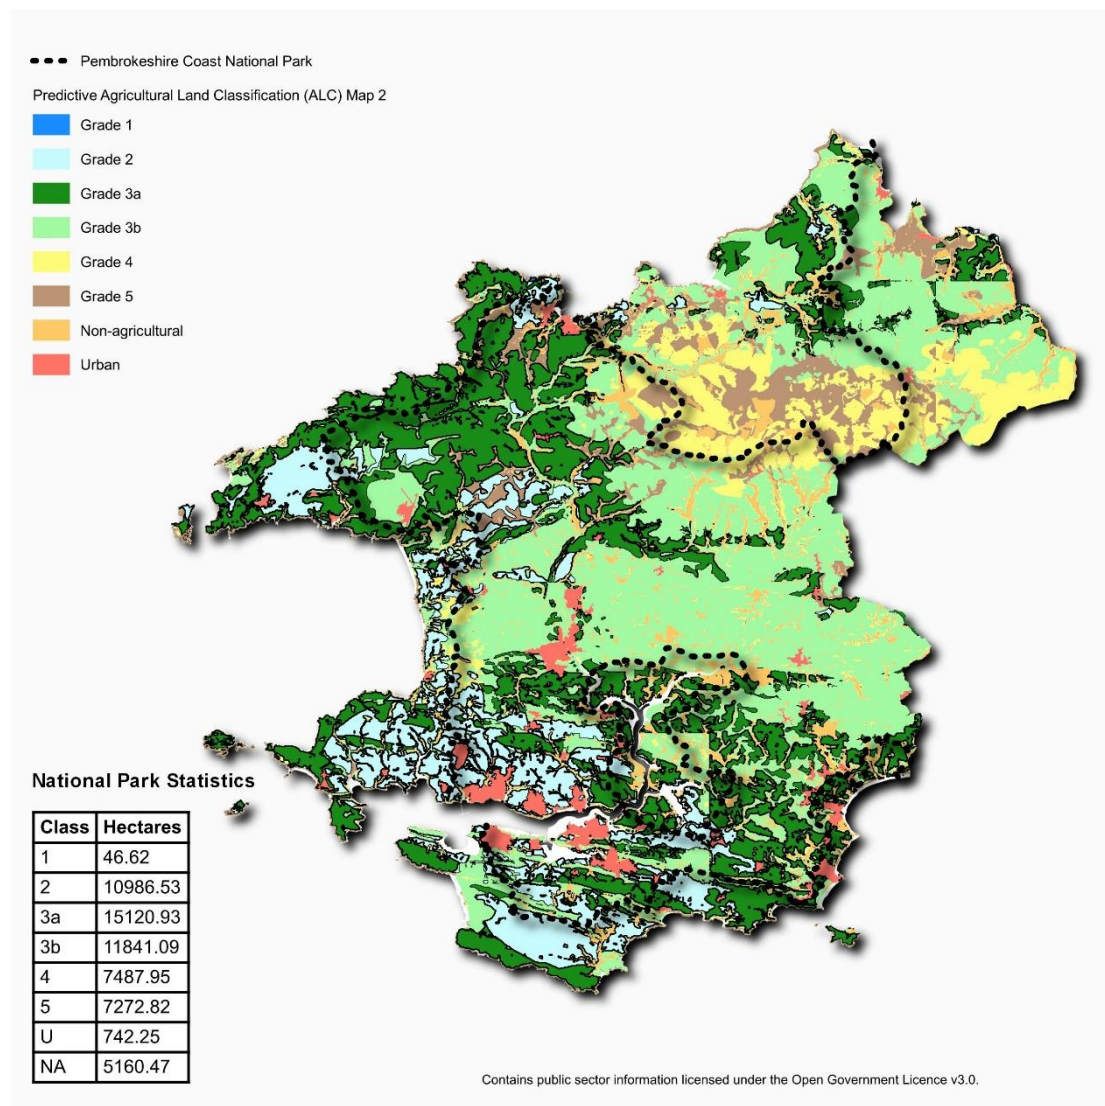 Pembrokeshire Coast National Park
Predictive Agricultural Land Classification (ALC) Map 2
Grade 1
Grade 2
Grade 3a
Grade 3b
Grade 4
Grade 5
Non-agricultural
Urban
National Park Statistics
Class Hectares
1 46.62
2 10986.53
3a 15120.93
3b 11841.09
4 7487.95
5 7272.82
U 742.25
NA 5160.47
Contains public sector information licensed under the Open Government Licence v3.0.